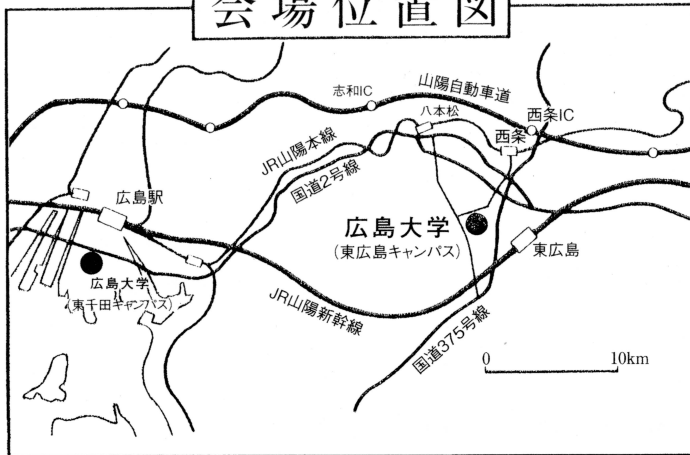 会場位置図
志和IC
山陽自動車道
八本松
西条IC
西条
JR山陽本線
国道2号線
広島駅
広島大学
(東広島キャンパス)
東広島
広島大学
(東千田キャンパス)
JR山陽新幹線
国道375号線
0 10km